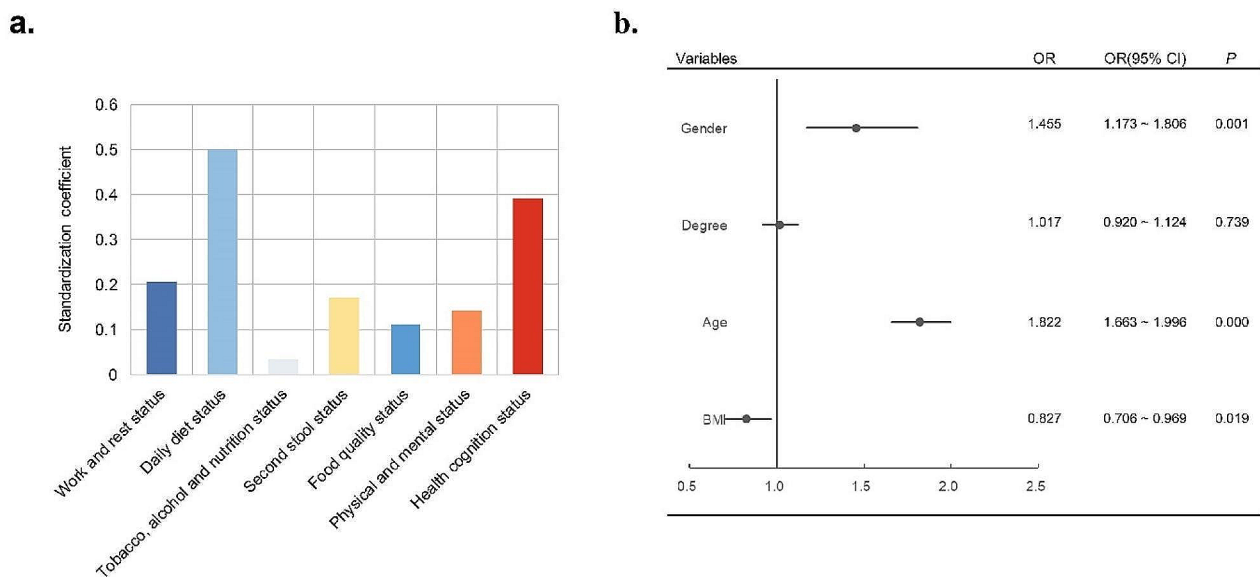 a.
0.6
0.5
0.4
0.3
0.2
0.1
0
Standardization coefficient
Work and rest status
Daily diet status
Tobacco, alcohol and nutrition status
Second stool status
Food quality status
Physical and mental status
Health cognition status
b.
Variables OR OR(95% CI) P
Gender 1.455 1.173 ~ 1.806 0.001
Degree 1.017 0.920 ~ 1.124 0.739
Age 1.822 1.663 ~ 1.996 0.000
BMI 0.827 0.706 ~ 0.969 0.019
0.5 1.0 1.5 2.0 2.5